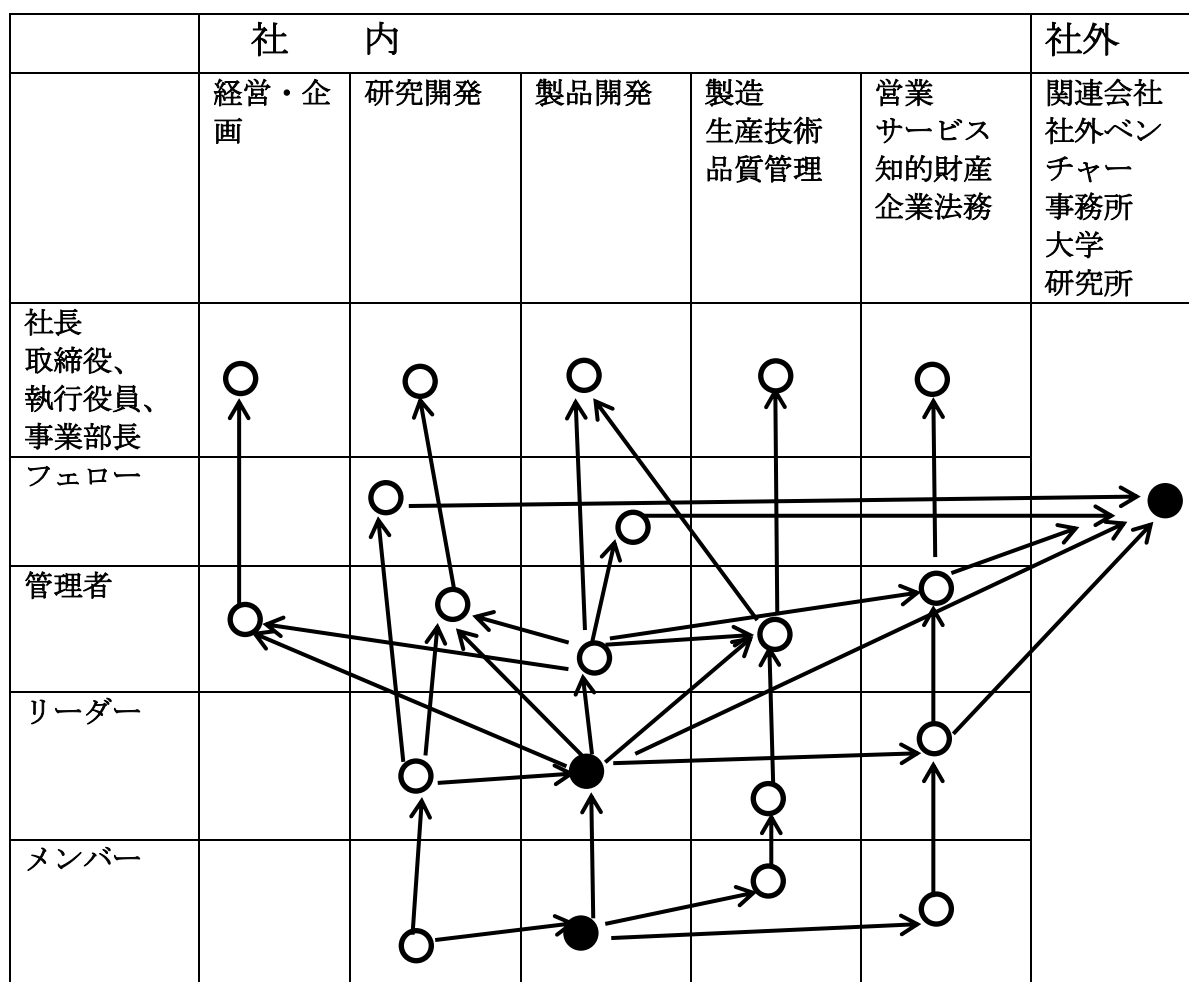 社　　内
社外
経営・企
画
研究開発
製品開発
製造
生産技術
品質管理
営業
サービス
知的財産
企業法務
関連会社
社外ベン
チャー
事務所
大学
研究所
社長
取締役、
執行役員、
事業部長
フェロー
管理者
リーダー
メンバー